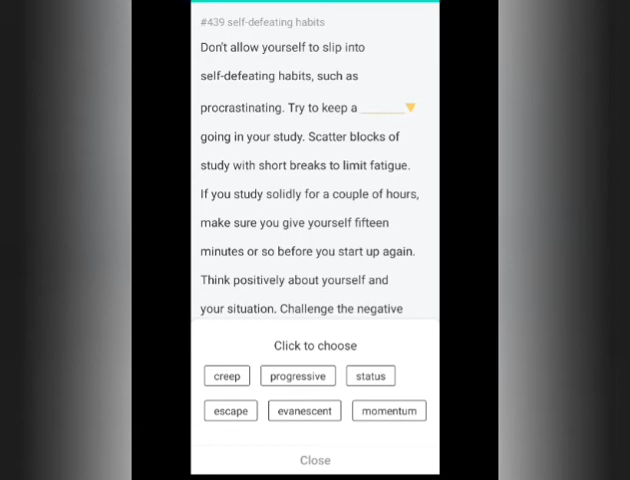 #439 self-defeating habits
Don't allow yourself to slip into
self-defeating habits, such as
procrastinating. Try to keep a ______
going in your study. Scatter blocks of
study with short breaks to limit fatigue.
If you study solidly for a couple of hours,
make sure you give yourself fifteen
minutes or so before you start up again.
Think positively about yourself and
your situation. Challenge the negative
Click to choose
creep progressive status
escape evanescent momentum
Close